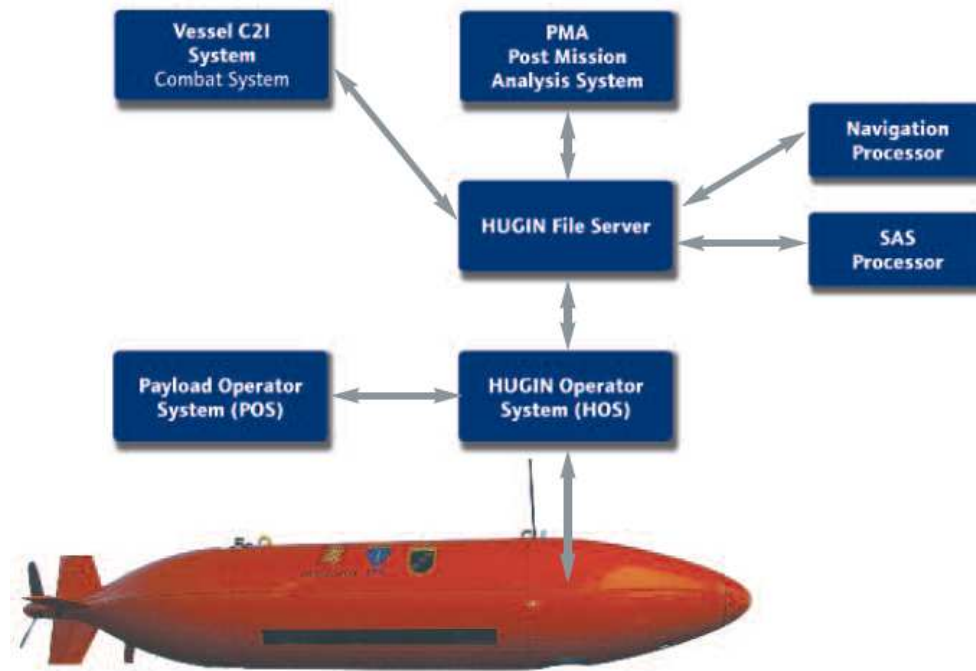 Vessel C2I
System
Combat System
PMA
Post Mission
Analysis System
Navigation
Processor
HUGIN File Server
SAS
Processor
Payload Operator
System (POS)
HUGIN Operator
System (HOS)